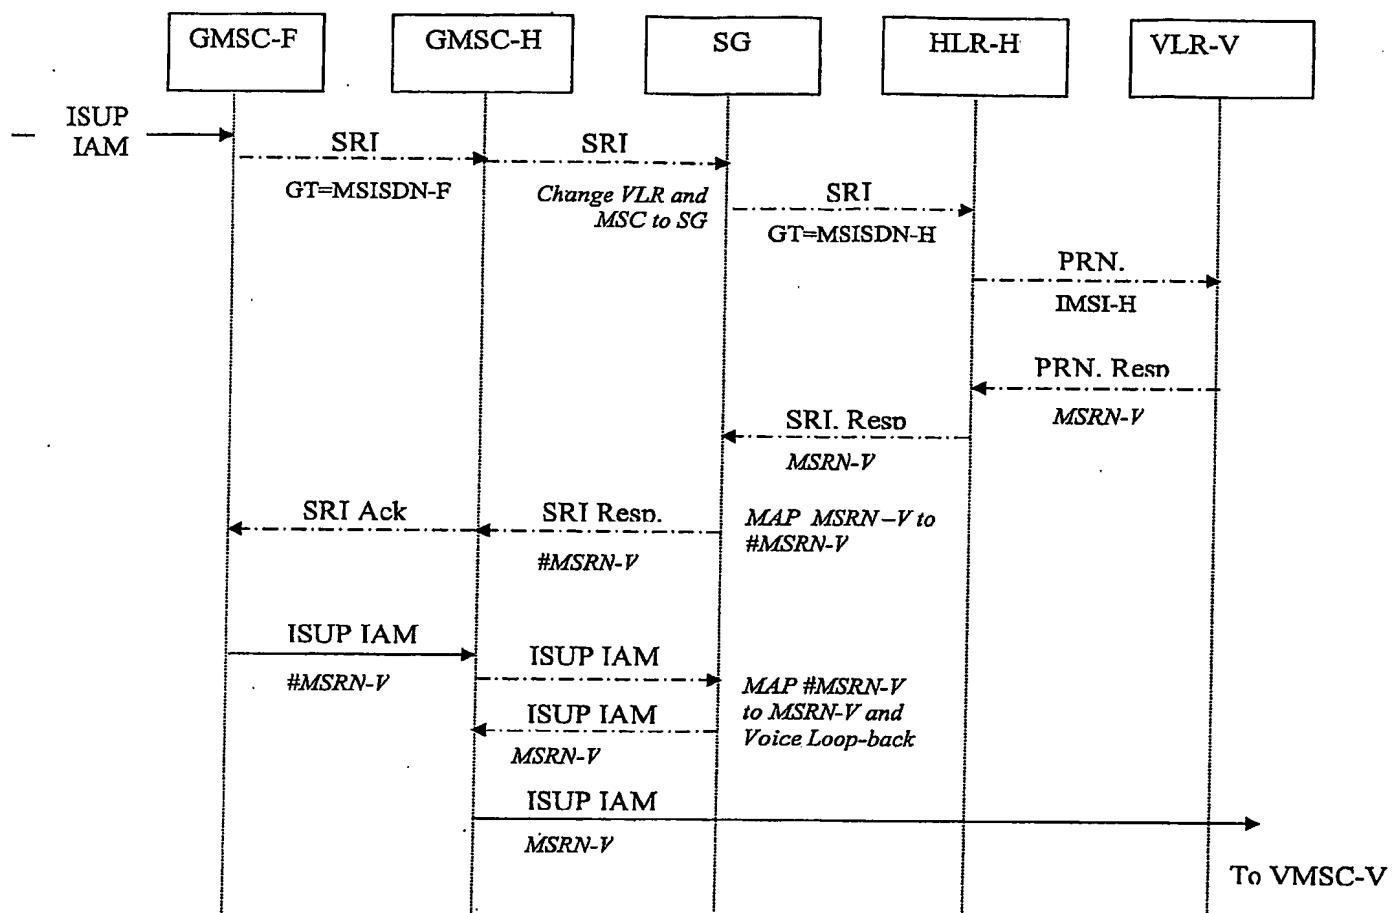 GMSC-F
GMSC-H
SG
HLR-H
VLR-V
ISUP
IAM
SRI
GT=MSISDN-F
SRI
Change VLR and
MSC to SG
SRI
GT=MSISDN-H
PRN.
IMSI-H
PRN. Resp
MSRN-V
SRI. Resp
MSRN-V
SRI Ack
SRI Resp.
#MSRN-V
MAP MSRN–V to
#MSRN-V
ISUP IAM
#MSRN-V
ISUP IAM
MAP #MSRN-V
to MSRN-V and
Voice Loop-back
ISUP IAM
MSRN-V
ISUP IAM
MSRN-V
To VMSC-V